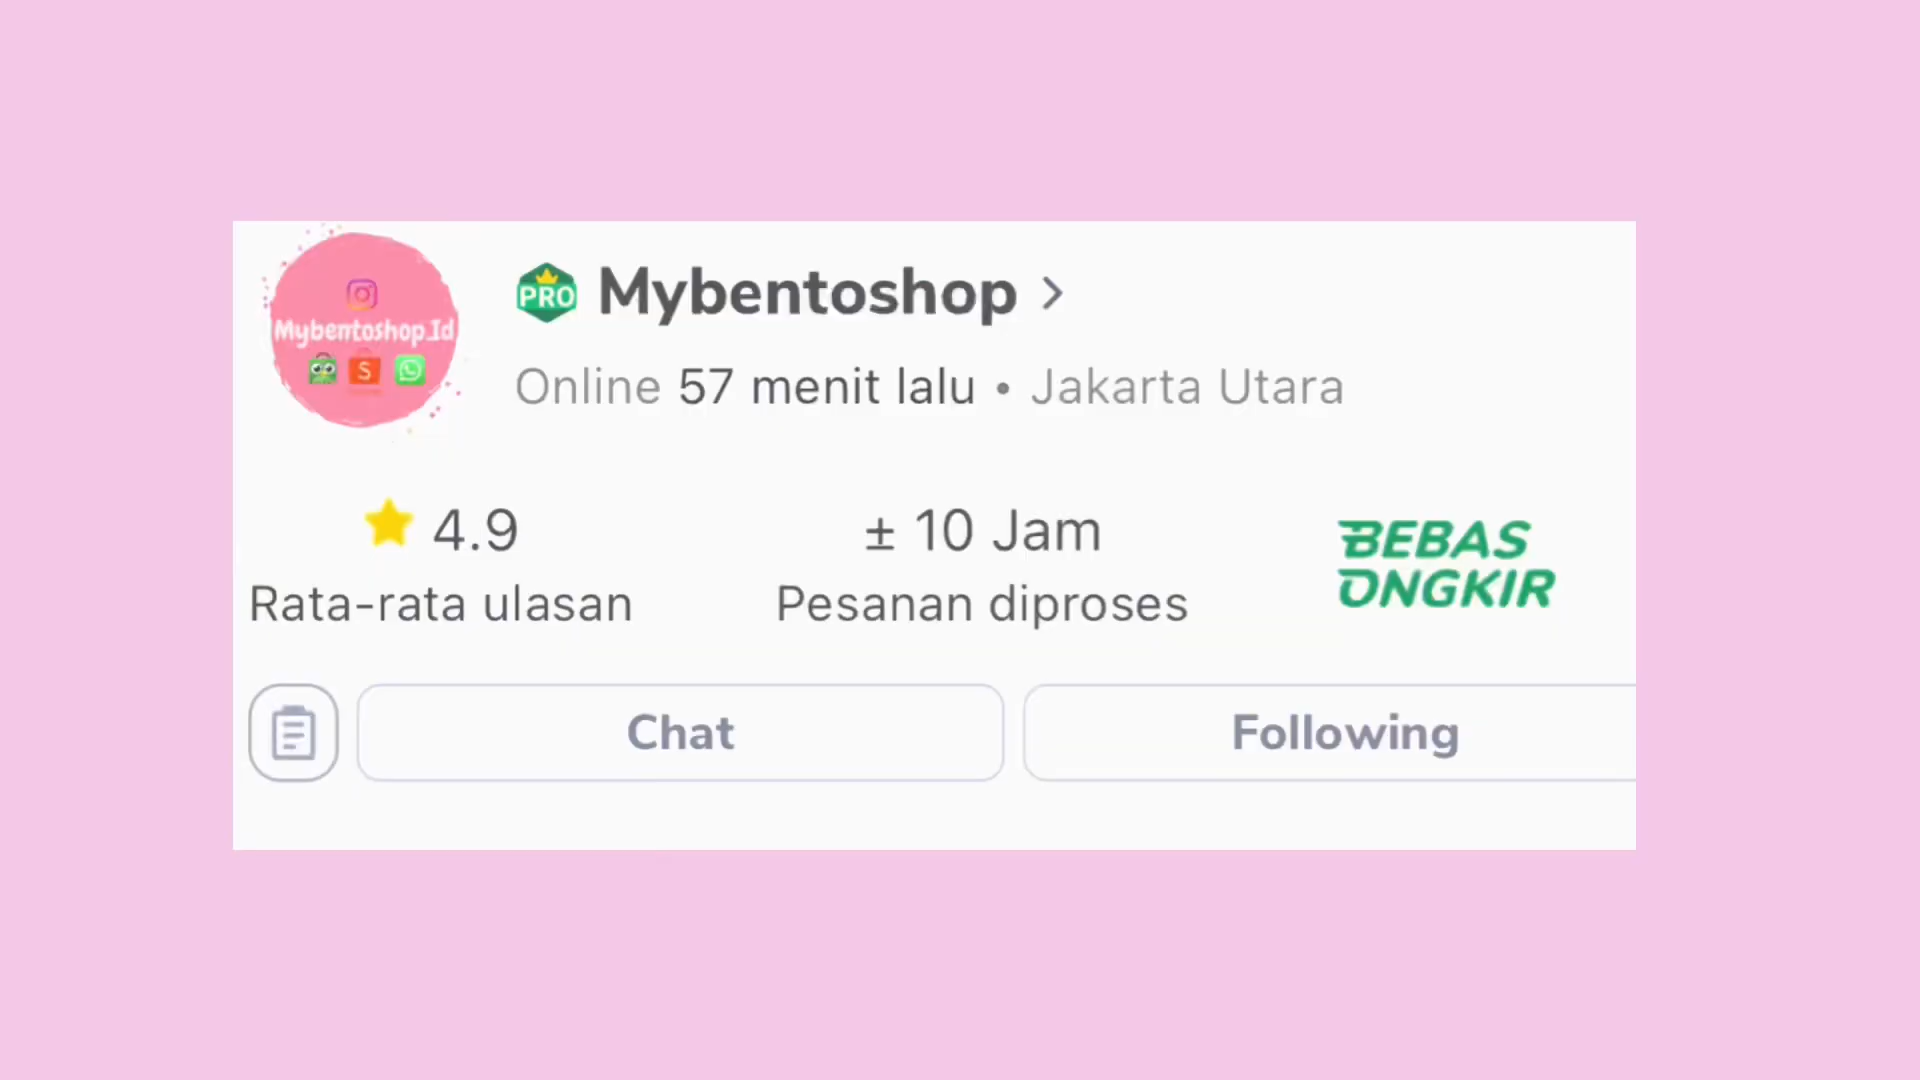 Mybentoshop.Id
S
PRO Mybentoshop
Online 57 menit lalu • Jakarta Utara
4.9
Rata-rata ulasan
± 10 Jam
Pesanan diproses
BEBAS
ONGKIR
Chat
Following